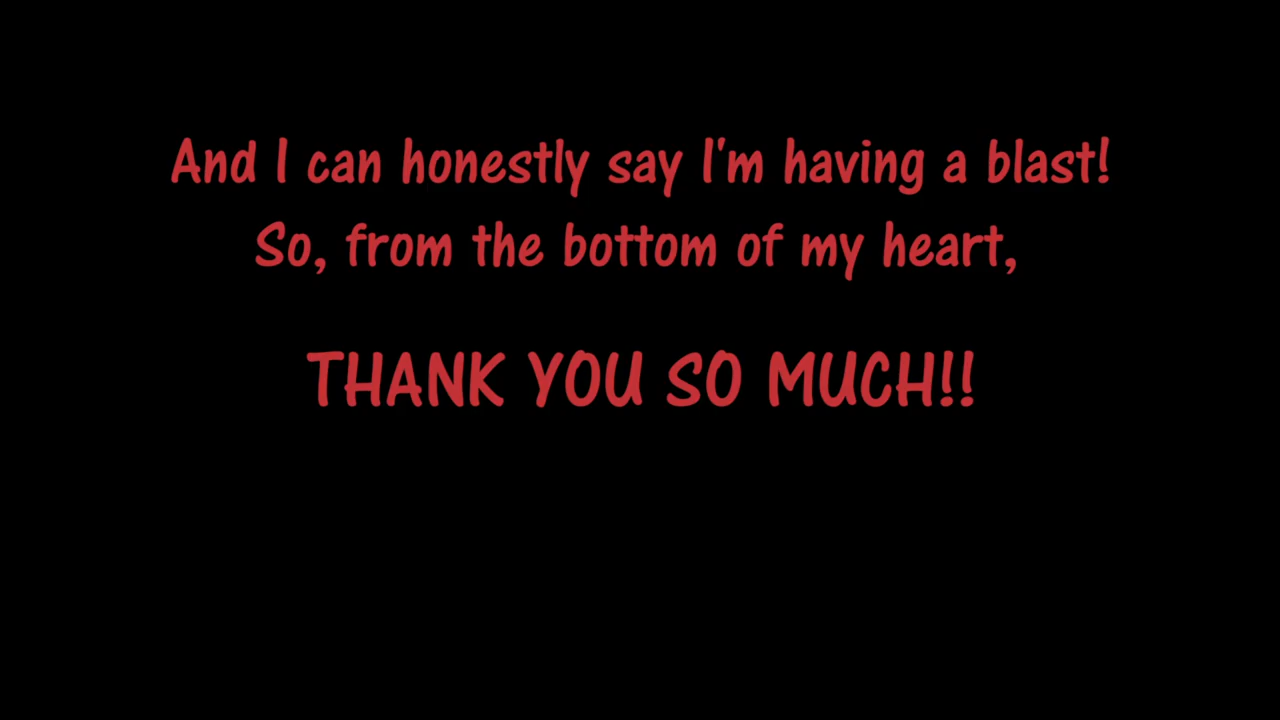 And I can honestly say I'm having a blast!
So, from the bottom of my heart,
THANK YOU SO MUCH!!